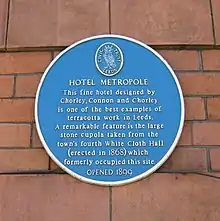 HOTEL METROPOLE
This fine hotel designed by
Chorley, Connon and Chorley
is one of the best examples of
terracotta work in Leeds.
A remarkable feature is the large
stone cupola taken from the
town's fourth White Cloth Hall
(erected in 1868) which
formerly occupied this site.
OPENED 1899